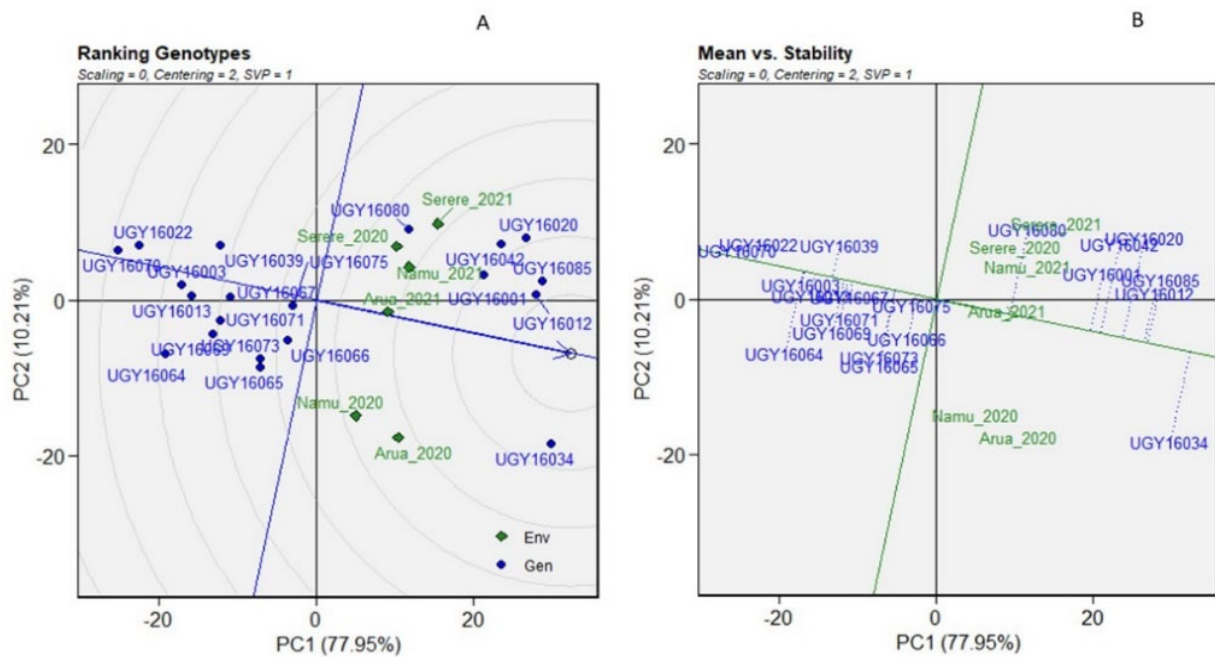 A
Ranking Genotypes
Scaling = 0, Centering = 2, SVP = 1
PC2 (10.21%)
20
0
-20
UGY16080
Serere_2021
UGY16022
UGY16020
Serere_2020
UGY16070
UGY16039
UGY16075
UGY16042
UGY16003
Namu_2021
UGY16085
UGY16067
Arua_2021
UGY16001
UGY16013
UGY16071
UGY16012
UGY16073
UGY16066
UGY16064
UGY16065
Namu_2020
Arua_2020
UGY16034
Env
Gen
-20
0
20
PC1 (77.95%)
B
Mean vs. Stability
Scaling = 0, Centering = 2, SVP = 1
PC2 (10.21%)
20
0
-20
Serere_2021
UGY16080
UGY16020
UGY16022
UGY16039
Serere_2020
UGY16042
UGY16070
Namu_2021
UGY16001
UGY16085
UGY16003
UGY16067
UGY16012
UGY16075
Arua_2021
UGY16071
UGY16069
UGY16066
UGY16064
UGY16073
UGY16065
Namu_2020
Arua_2020
UGY16034
-20
0
20
PC1 (77.95%)